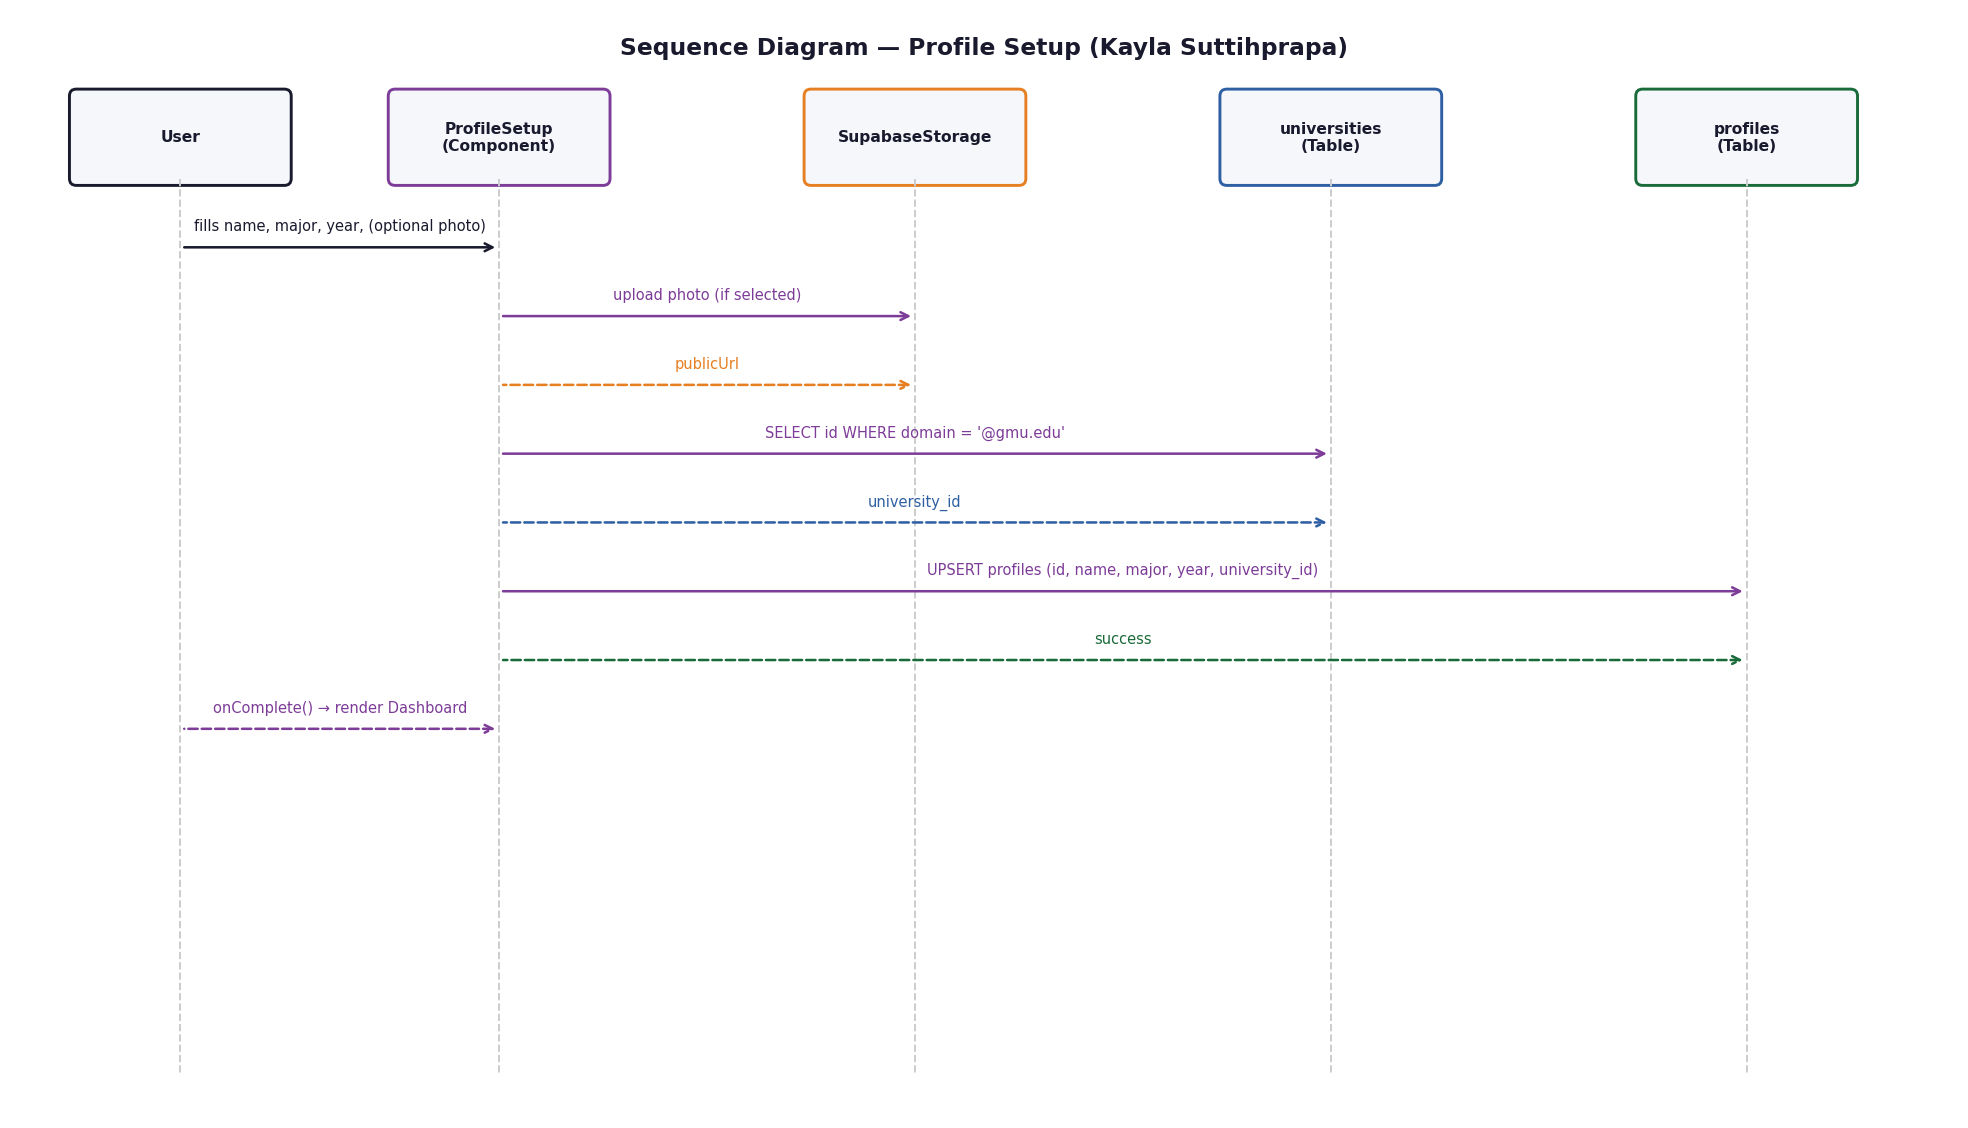 Sequence Diagram — Profile Setup (Kayla Suttihprapa)
User
ProfileSetup
(Component)
SupabaseStorage
universities
(Table)
profiles
(Table)
fills name, major, year, (optional photo)
upload photo (if selected)
publicUrl
SELECT id WHERE domain = '@gmu.edu'
university_id
UPSERT profiles (id, name, major, year, university_id)
success
onComplete() → render Dashboard